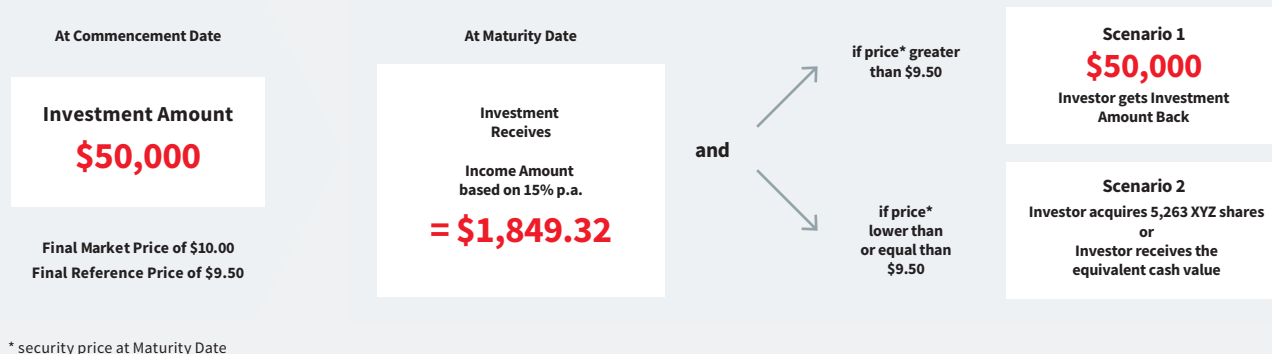 At Commencement Date
Investment Amount
$50,000
Final Market Price of $10.00
Final Reference Price of $9.50
At Maturity Date
Investment
Receives
Income Amount
based on 15% p.a.
= $1,849.32
and
if price* greater
than $9.50
if price*
lower than
or equal than
$9.50
Scenario 1
$50,000
Investor gets Investment
Amount Back
Scenario 2
Investor acquires 5,263 XYZ shares
or
Investor receives the
equivalent cash value
* security price at Maturity Date